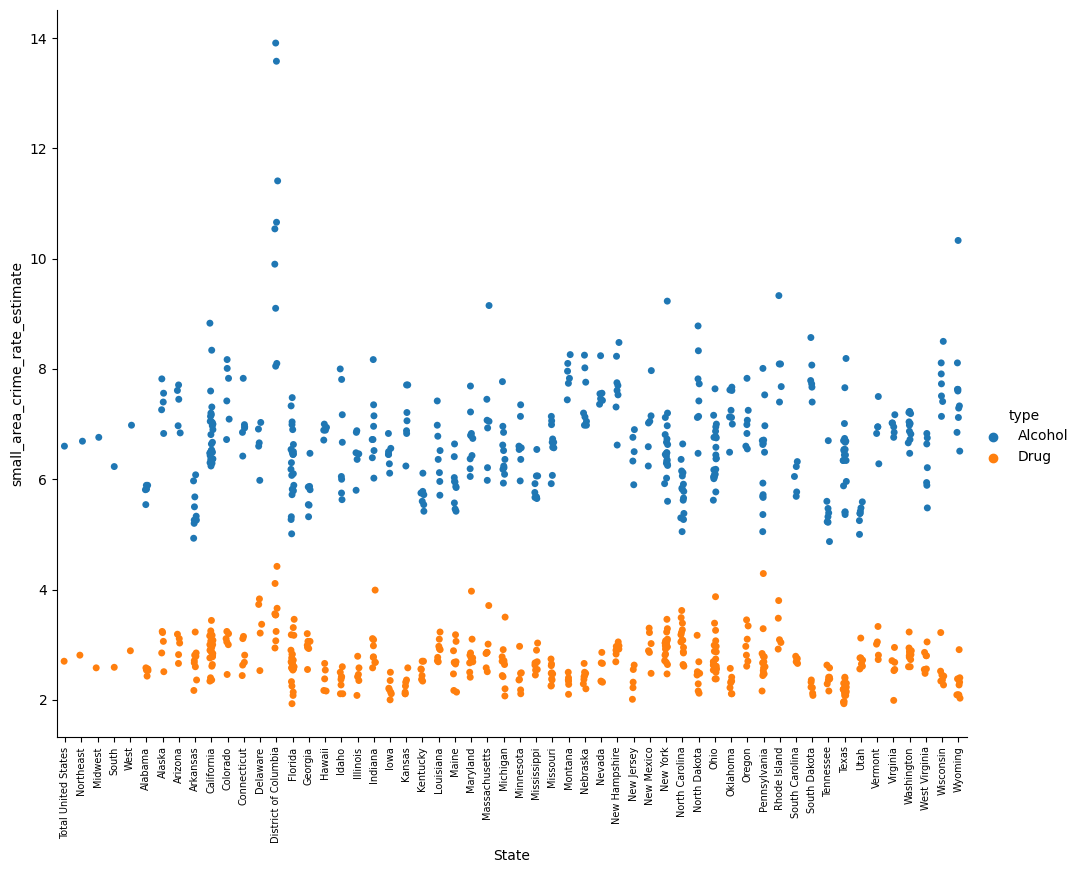 14
12
10
8
6
4
2
small_area_crime_rate_estimate
Total United States
Northeast
Midwest
South
West
Alabama
Alaska
Arizona
Arkansas
California
Colorado
Connecticut
Delaware
District of Columbia
Florida
Georgia
Hawaii
Idaho
Illinois
Indiana
Iowa
Kansas
Kentucky
Louisiana
Maine
Maryland
Massachusetts
Michigan
Minnesota
Mississippi
Missouri
Montana
Nebraska
Nevada
New Hampshire
New Jersey
New Mexico
New York
North Carolina
North Dakota
Ohio
Oklahoma
Oregon
Pennsylvania
Rhode Island
South Carolina
South Dakota
Tennessee
Texas
Utah
Vermont
Virginia
Washington
West Virginia
Wisconsin
Wyoming
State
type
Alcohol
Drug